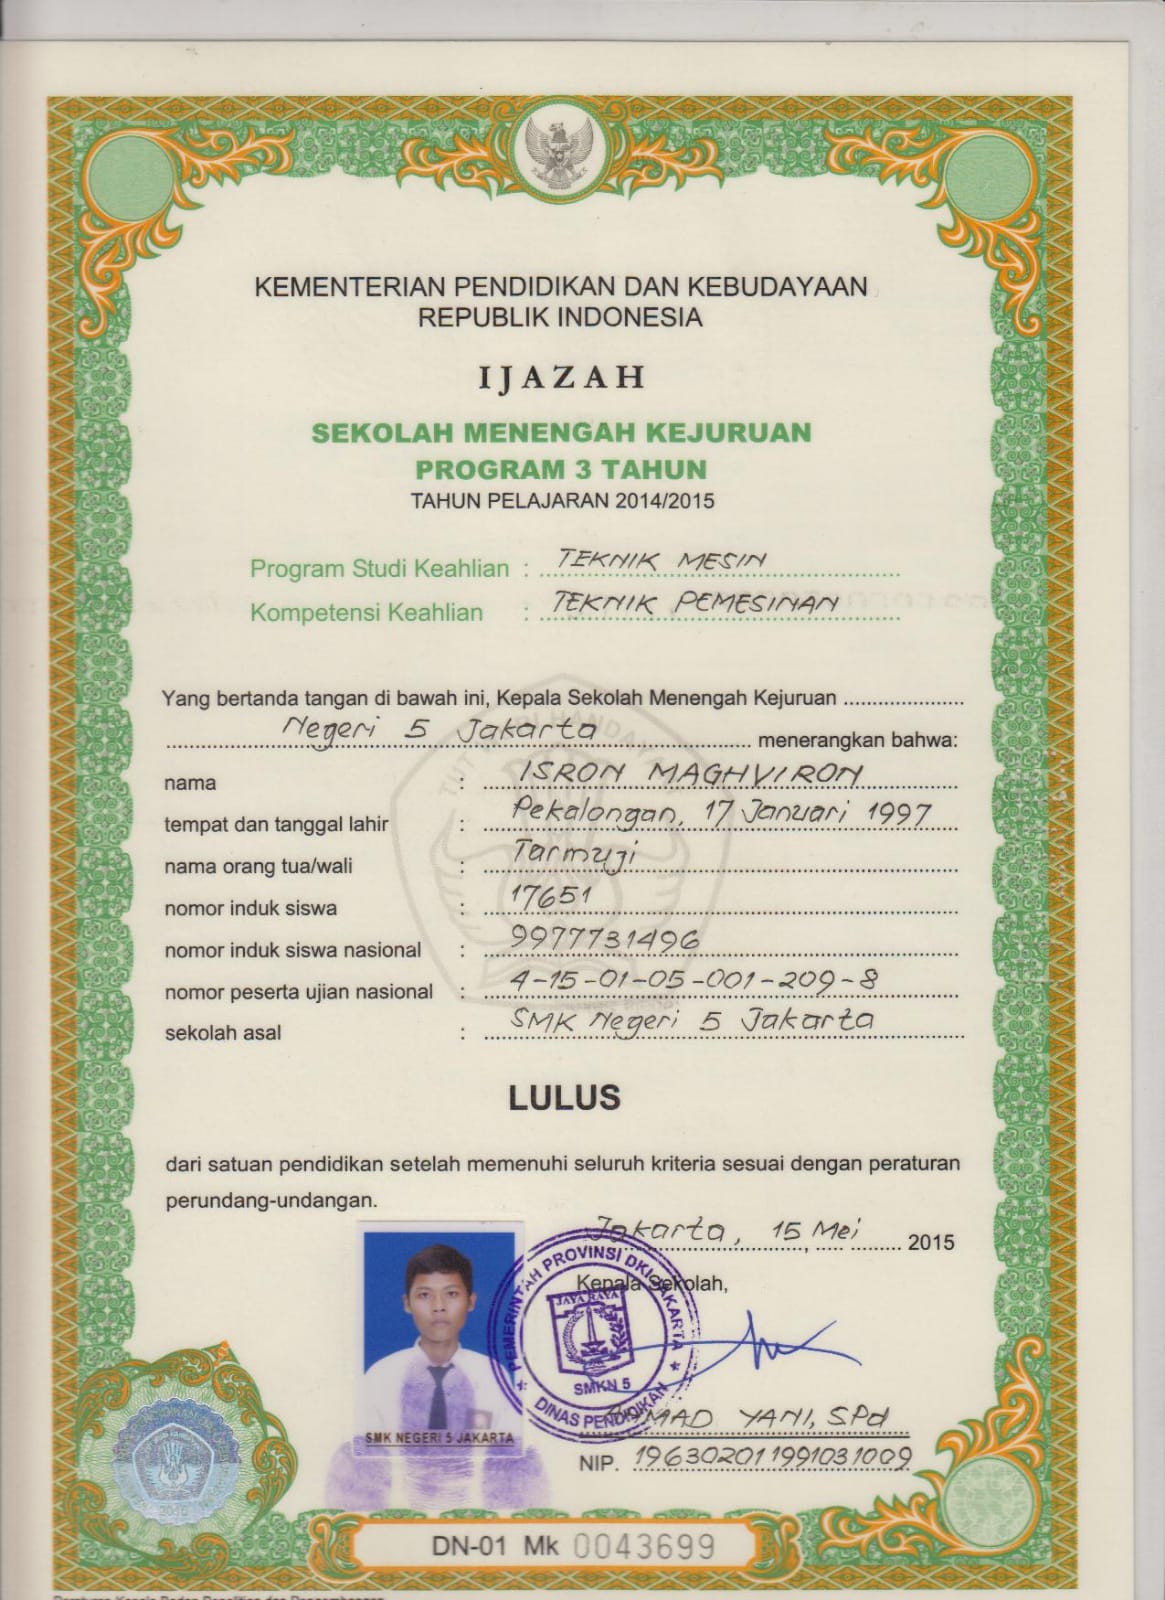 KEMENTERIAN PENDIDIKAN DAN KEBUDAYAAN
REPUBLIK INDONESIA
IJAZAH
SEKOLAH MENENGAH KEJURUAN
PROGRAM 3 TAHUN
TAHUN PELAJARAN 2014/2015
Program Studi Keahlian : TEKNIK MESIN
Kompetensi Keahlian : TEKNIK PEMESINAN
Yang bertanda tangan di bawah ini, Kepala Sekolah Menengah Kejuruan
Negeri 5 Jakarta menerangkan bahwa:
nama : ISRON MAGHVIRON
tempat dan tanggal lahir : Pekalongan, 17 Januari 1997
nama orang tua/wali : Tarmuji
nomor induk siswa : 17651
nomor induk siswa nasional : 9977731496
nomor peserta ujian nasional : 4-15-01-05-001-209-8
sekolah asal : SMK Negeri 5 Jakarta
LULUS
dari satuan pendidikan setelah memenuhi seluruh kriteria sesuai dengan peraturan
perundang-undangan.
Jakarta, 15 Mei 2015
Kepala Sekolah,
PEMERINTAH PROVINSI DKI JAKARTA
JAYA RAYA
SMKN 5
DINAS PENDIDIKAN
SMK NEGERI 5 JAKARTA
AHMAD YANI, SPd
NIP. 196302011991031009
DN-01 Mk 0043699